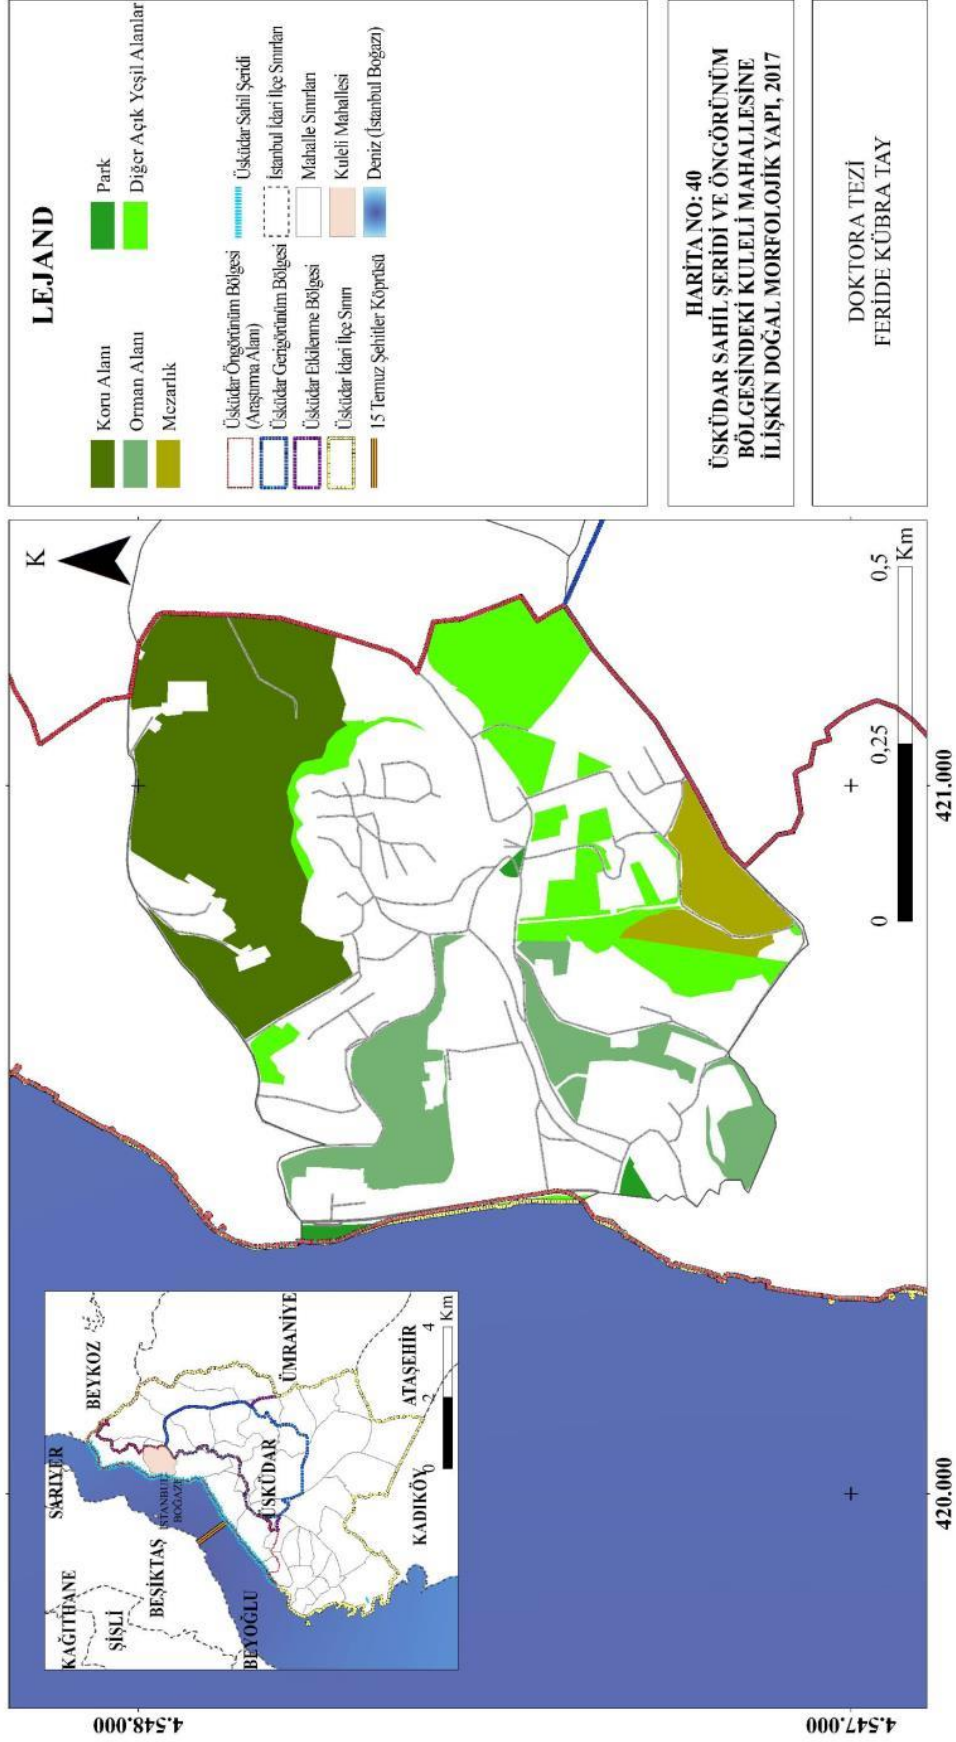 LEJAND
Koru Alanı
Orman Alanı
Mezarlık
Park
Diğer Açık Yeşil Alanlar
Üsküdar Öngörünüm Bölgesi
(Araştırma Alanı)
Üsküdar Gerigörünüm Bölgesi
Üsküdar Etkilenme Bölgesi
Üsküdar İdari İlçe Sınırı
15 Temuz Şehitler Köprüsü
Üsküdar Sahil Şeridi
İstanbul İdari İlçe Sınırları
Mahalle Sınırları
Kuleli Mahallesi
Deniz (İstanbul Boğazı)
HARİTA NO: 40
ÜSKÜDAR SAHİL ŞERİDİ VE ÖNGÖRÜNÜM
BÖLGESİNDEKİ KULELİ MAHALLESİNE
İLİŞKİN DOĞAL MORFOLOJİK YAPI, 2017
DOKTORA TEZİ
FERİDE KÜBRA TAY
K
0 0,25 0,5
Km
420.000
421.000
4.548.000
4.547.000
SARIYER
KAĞITHANE
ŞİŞLİ
BEŞİKTAŞ
BEYOĞLU
İSTANBUL
BOĞAZI
BEYKOZ
ÜSKÜDAR
ÜMRANİYE
ATAŞEHİR
KADIKÖY
0 2 4
Km